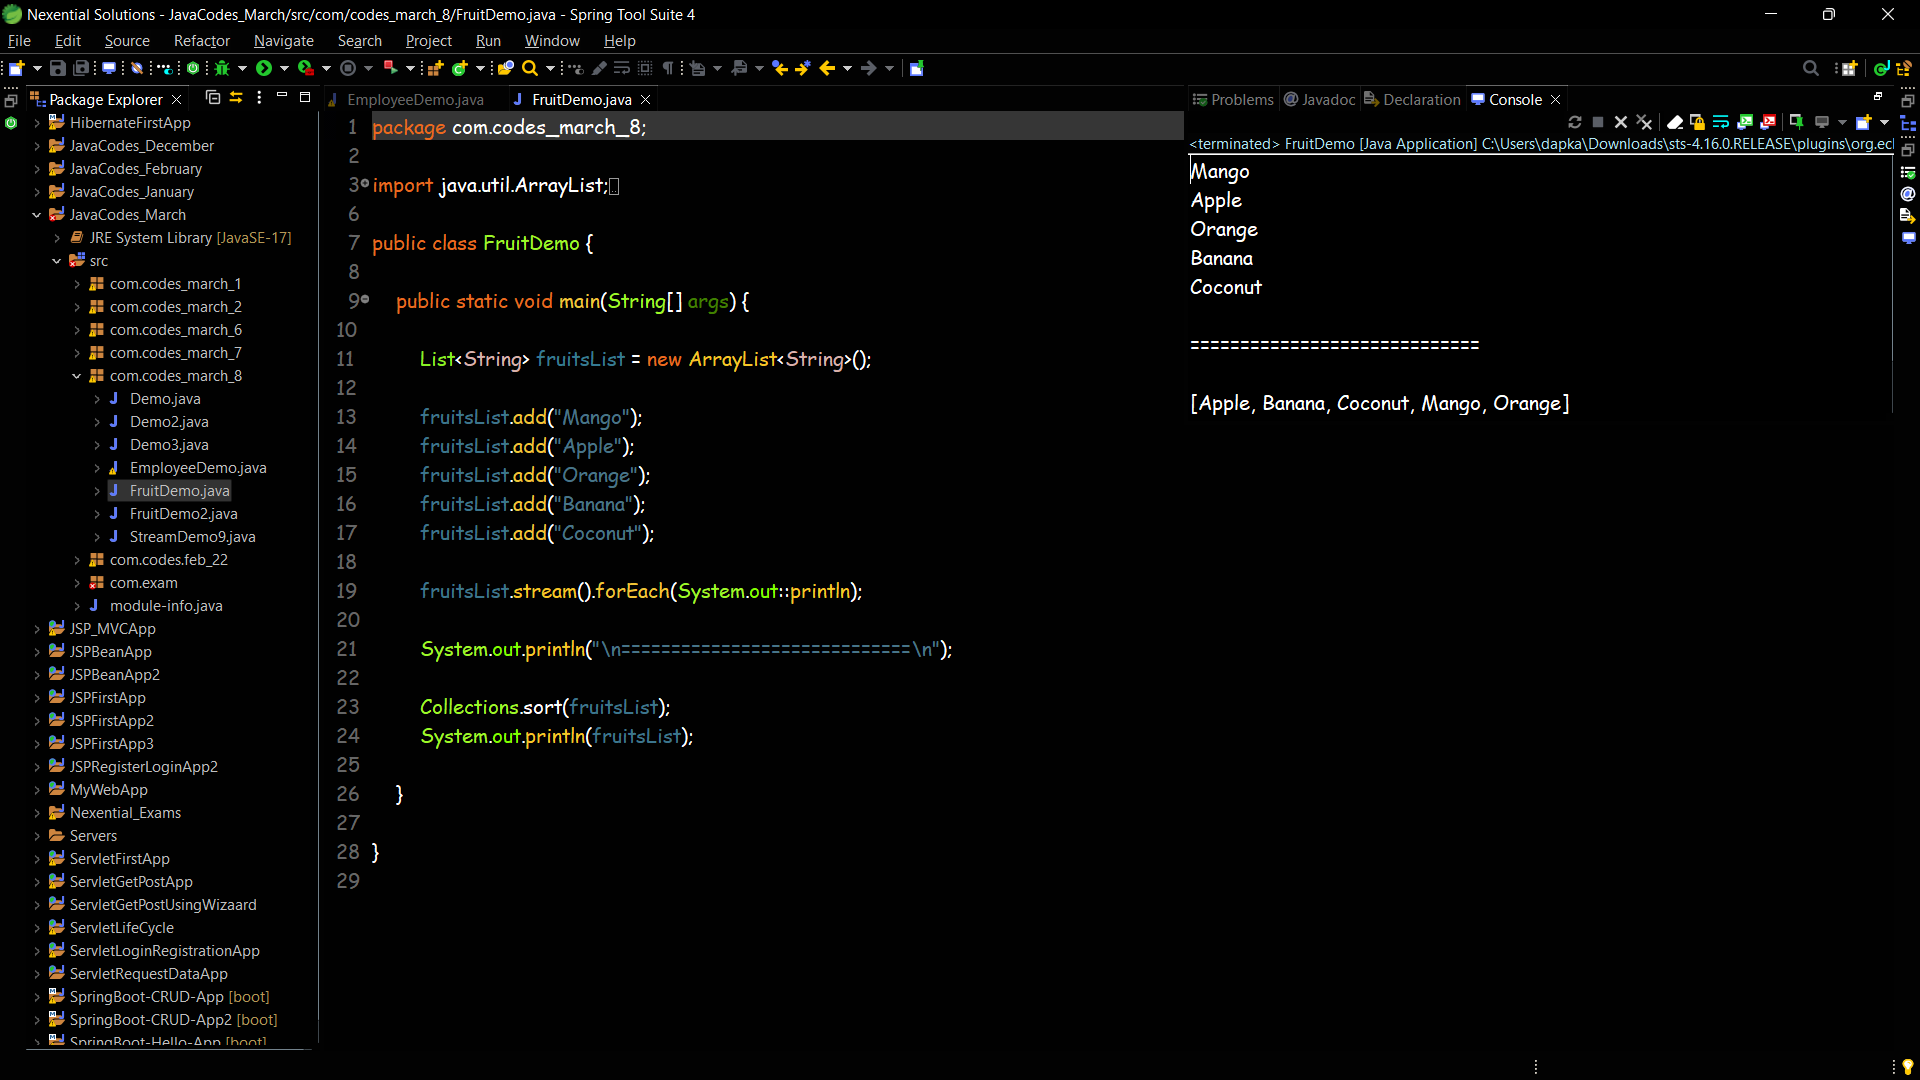 Nexential Solutions - JavaCodes_March/src/com/codes_march_8/FruitDemo.java - Spring Tool Suite 4
File Edit Source Refactor Navigate Search Project Run Window Help
Package Explorer
HibernateFirstApp
JavaCodes_December
JavaCodes_February
JavaCodes_January
JavaCodes_March
JRE System Library [JavaSE-17]
src
com.codes_march_1
com.codes_march_2
com.codes_march_6
com.codes_march_7
com.codes_march_8
Demo.java
Demo2.java
Demo3.java
EmployeeDemo.java
FruitDemo.java
FruitDemo2.java
StreamDemo9.java
com.codes.feb_22
com.exam
module-info.java
JSP_MVCApp
JSPBeanApp
JSPBeanApp2
JSPFirstApp
JSPFirstApp2
JSPFirstApp3
JSPRegisterLoginApp2
MyWebApp
Nexential_Exams
Servers
ServletFirstApp
ServletGetPostApp
ServletGetPostUsingWizaard
ServletLifeCycle
ServletLoginRegistrationApp
ServletRequestDataApp
SpringBoot-CRUD-App [boot]
SpringBoot-CRUD-App2 [boot]
SpringBoot-Hello-App [boot]
EmployeeDemo.java FruitDemo.java
1 package com.codes_march_8;
2
3 import java.util.ArrayList;
6
7 public class FruitDemo {
8
9 public static void main(String[] args) {
10
11 List<String> fruitsList = new ArrayList<String>();
12
13 fruitsList.add("Mango");
14 fruitsList.add("Apple");
15 fruitsList.add("Orange");
16 fruitsList.add("Banana");
17 fruitsList.add("Coconut");
18
19 fruitsList.stream().forEach(System.out::println);
20
21 System.out.println("\n=============================\n");
22
23 Collections.sort(fruitsList);
24 System.out.println(fruitsList);
25
26 }
27
28 }
29
Problems Javadoc Declaration Console
<terminated> FruitDemo [Java Application] C:\Users\dapka\Downloads\sts-4.16.0.RELEASE\plugins\org.ecl
Mango
Apple
Orange
Banana
Coconut
=============================
[Apple, Banana, Coconut, Mango, Orange]